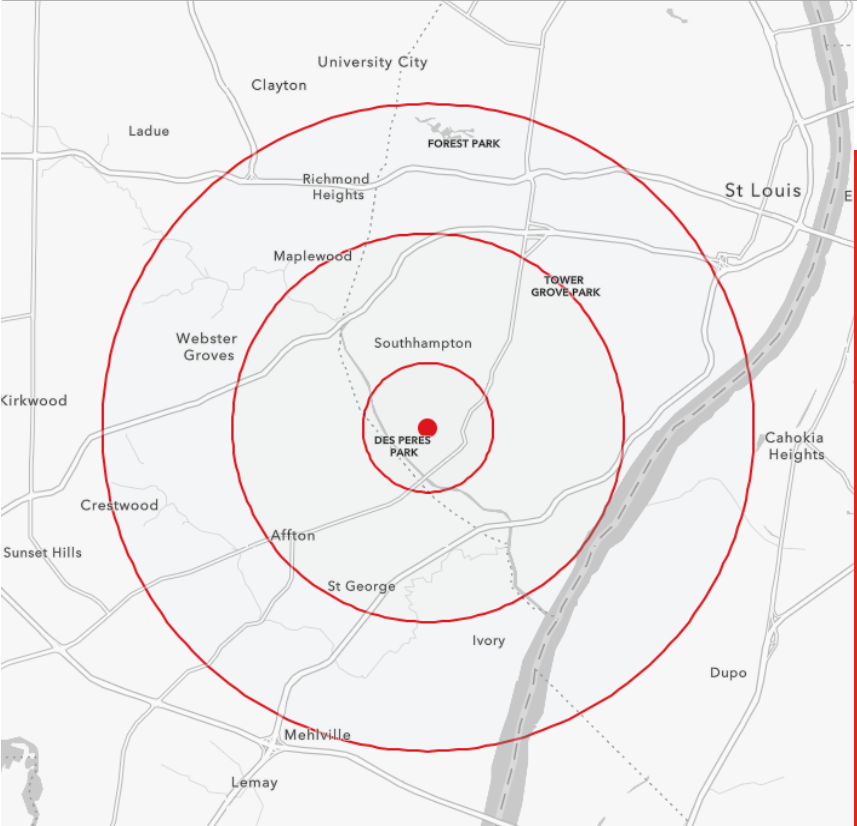 University City
Clayton
Ladue
FOREST PARK
Richmond
Heights
St Louis
E
Maplewood
TOWER
GROVE PARK
Webster
Groves
Southhampton
Kirkwood
DES PERES
PARK
Cahokia
Heights
Crestwood
Affton
Sunset Hills
St George
Ivory
Dupo
Mehlville
Lemay